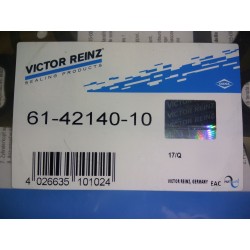 VICTOR REINZ
SEALING PRODUCTS
61-42140-10
17/Q
4 026635 101024
VICTOR REINZ, GERMANY
EAC